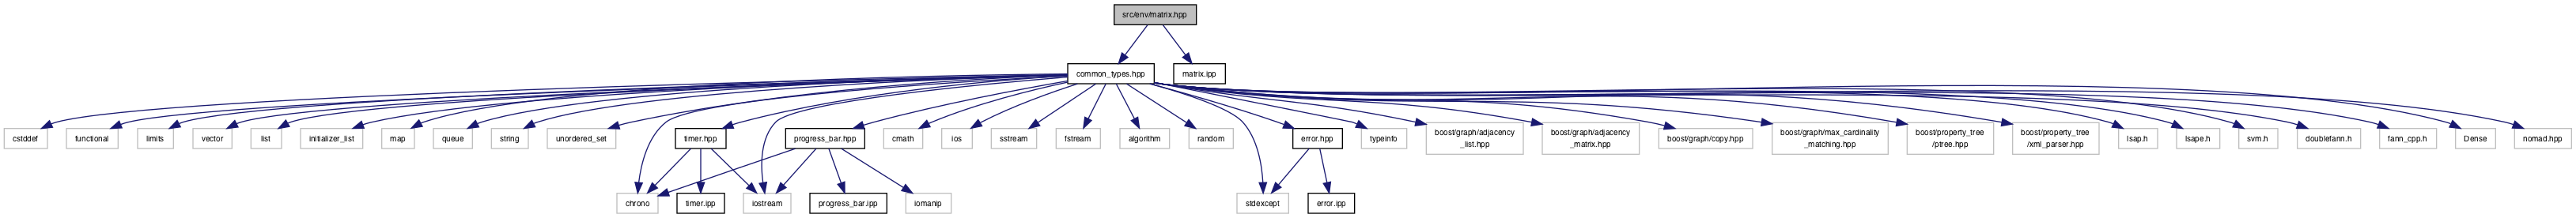 src/env/matrix.hpp
common_types.hpp
matrix.ipp
cstddef
functional
limits
vector
list
initializer_list
map
queue
string
unordered_set
timer.hpp
progress_bar.hpp
cmath
ios
sstream
fstream
algorithm
random
error.hpp
typeinfo
boost/graph/adjacency
_list.hpp
boost/graph/adjacency
_matrix.hpp
boost/graph/copy.hpp
boost/graph/max_cardinality
_matching.hpp
boost/property_tree
/ptree.hpp
boost/property_tree
/xml_parser.hpp
lsap.h
lsape.h
svm.h
doublefann.h
fann_cpp.h
Dense
nomad.hpp
chrono
timer.ipp
iostream
progress_bar.ipp
iomanip
stdexcept
error.ipp